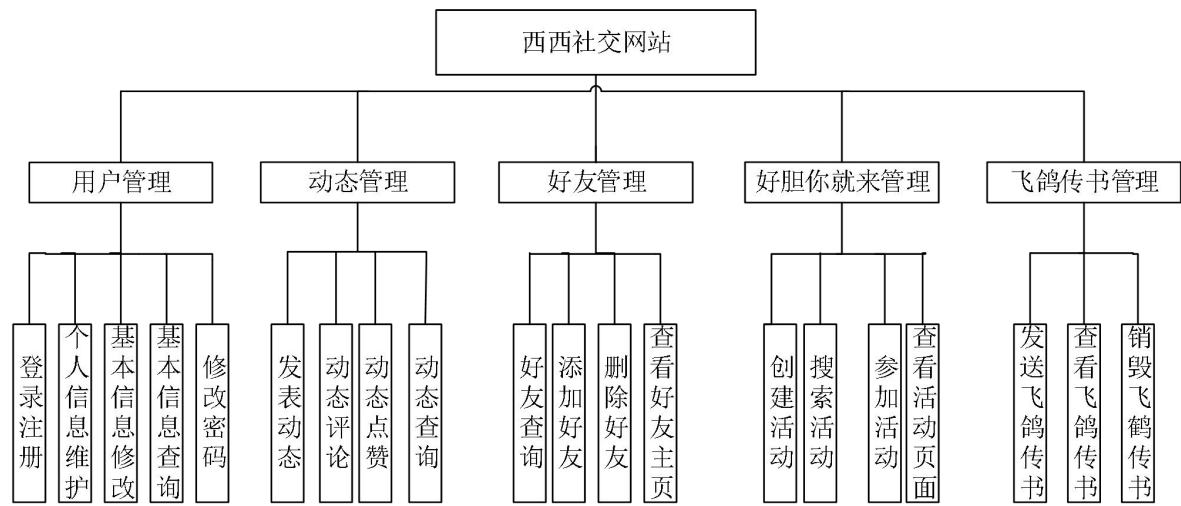 西西社交网站
用户管理
动态管理
好友管理
好胆你就来管理
飞鸽传书管理
登录注册
个人信息维护
基本信息修改
基本信息查询
修改密码
发表动态
动态评论
动态点赞
动态查询
好友查询
添加好友
删除好友
查看好友主页
创建活动
搜索活动
参加活动
查看活动页面
发送飞鸽传书
查看飞鸽传书
销毁飞鹤传书